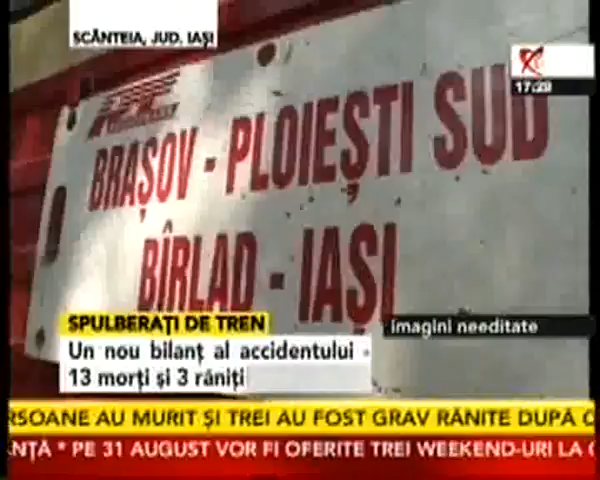 SCÂNTEIA, JUD. IAȘI
17:28
BRAȘOV - PLOIEȘTI SUD
BÎRLAD - IAȘI
SPULBERAȚI DE TREN
imagini needitate
Un nou bilanț al accidentului -
13 morți și 3 răniți
RSOANE AU MURIT ȘI TREI AU FOST GRAV RĂNITE DUPĂ C
NȚĂ * PE 31 AUGUST VOR FI OFERITE TREI WEEKEND-URI LA